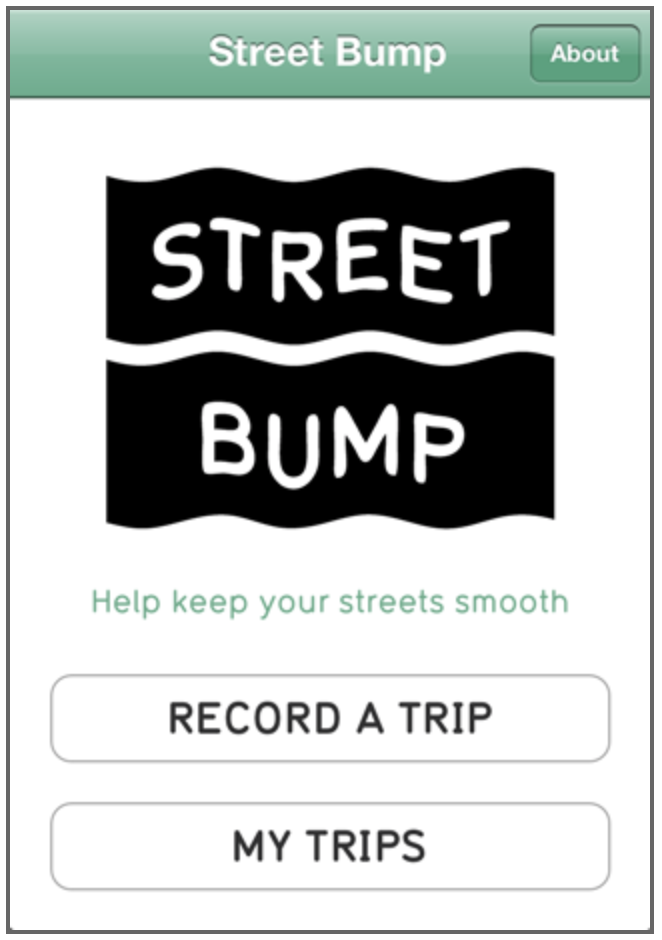 Street Bump
About
STREET
BUMP
Help keep your streets smooth
RECORD A TRIP
MY TRIPS